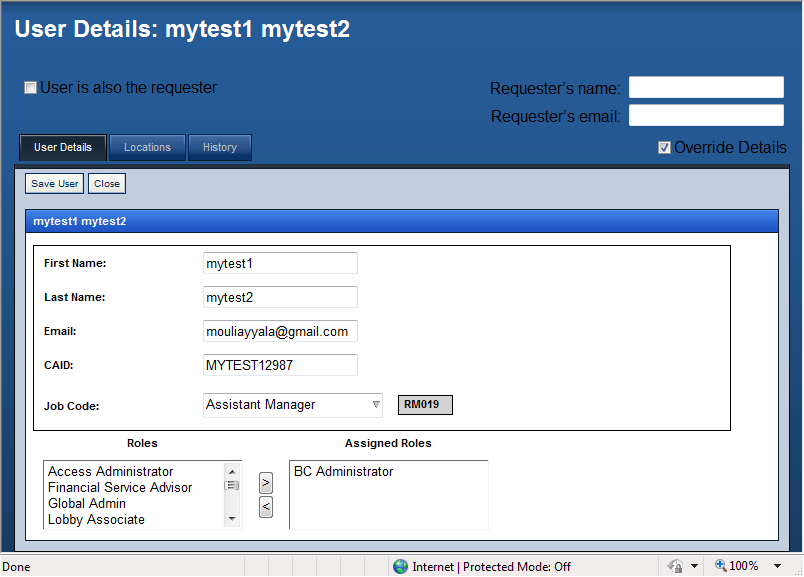 User Details: mytest1 mytest2
User is also the requester
Requester's name:
Requester's email:
User Details Locations History
Override Details
Save User Close
mytest1 mytest2
First Name: mytest1
Last Name: mytest2
Email: mouliayyala@gmail.com
CAID: MYTEST12987
Job Code: Assistant Manager RM019
Roles Assigned Roles
Access Administrator BC Administrator
Financial Service Advisor
> 
Global Admin
<
Lobby Associate
Done Internet | Protected Mode: Off 100%